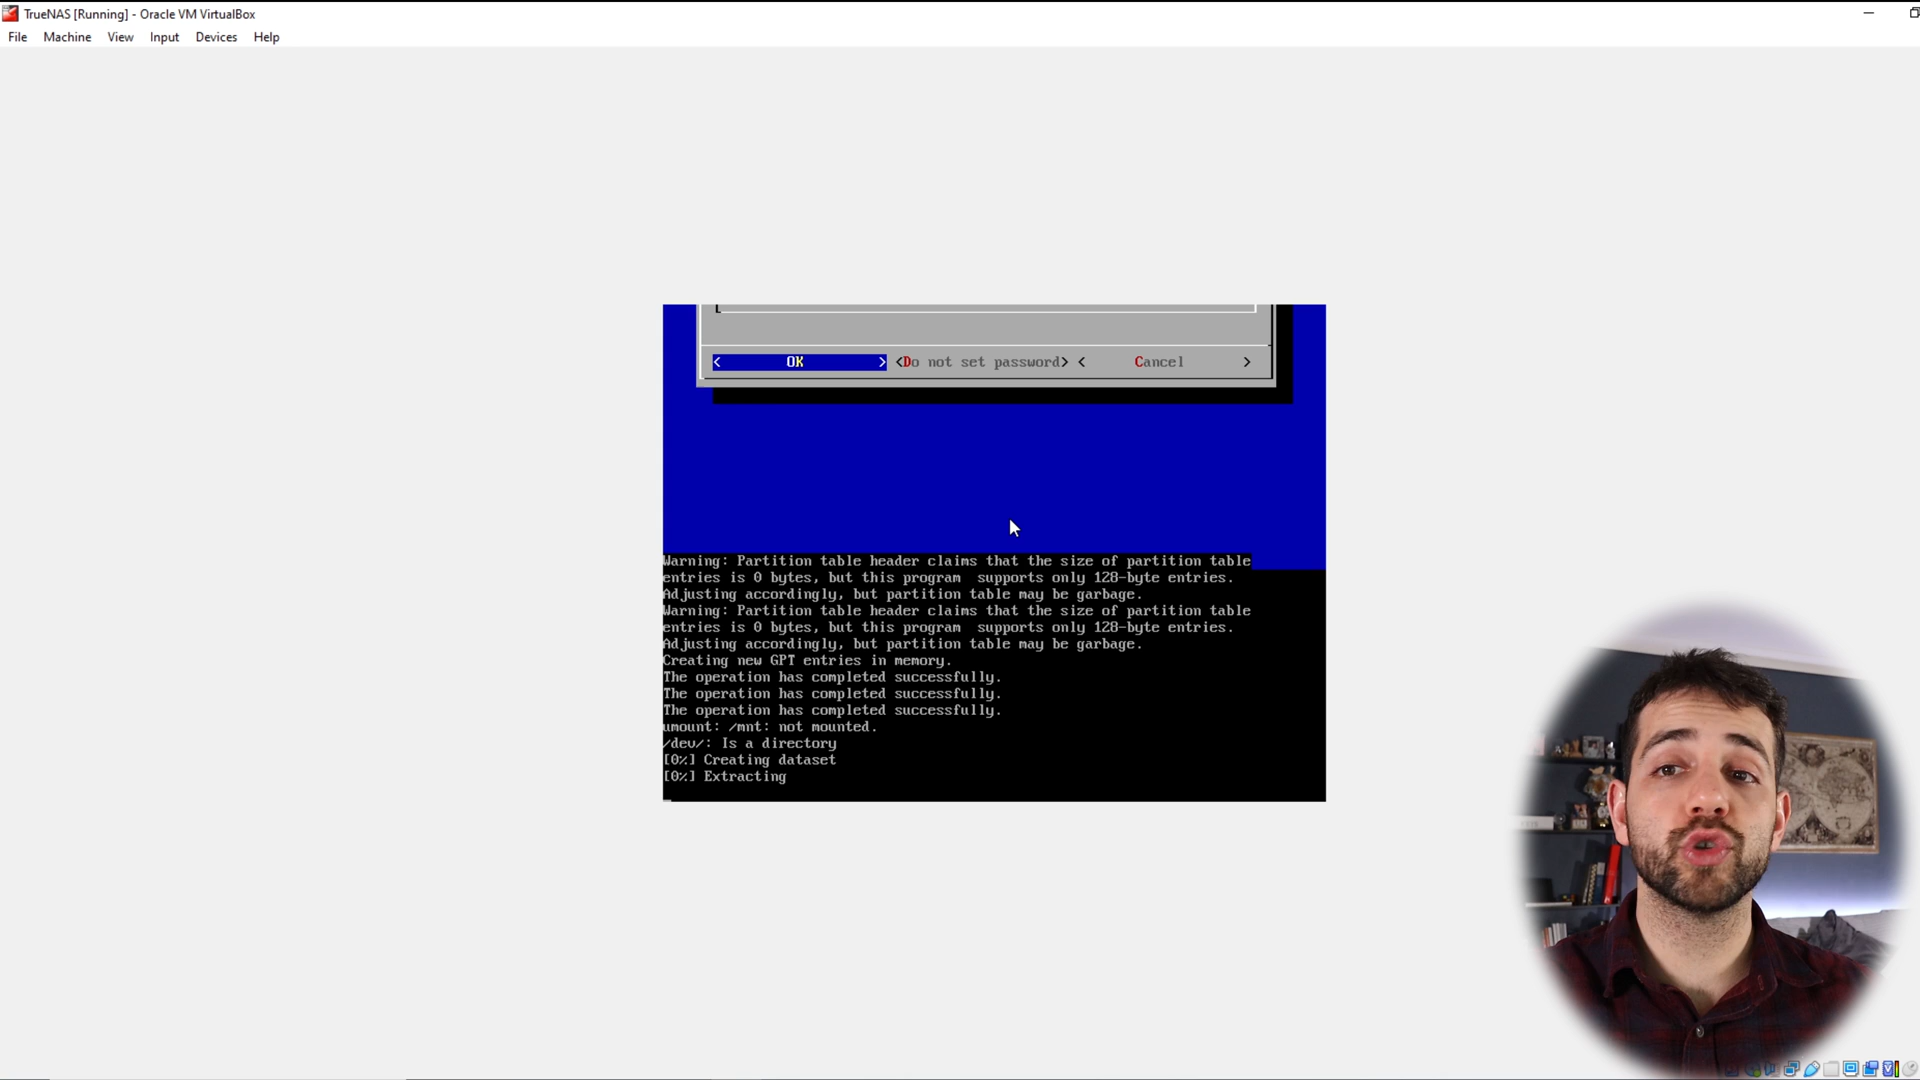 TrueNAS [Running] - Oracle VM VirtualBox
File Machine View Input Devices Help
< OK > <Do not set password> < Cancel >
Warning: Partition table header claims that the size of partition table
entries is 0 bytes, but this program  supports only 128-byte entries.
Adjusting accordingly, but partition table may be garbage.
Warning: Partition table header claims that the size of partition table
entries is 0 bytes, but this program  supports only 128-byte entries.
Adjusting accordingly, but partition table may be garbage.
Creating new GPT entries in memory.
The operation has completed successfully.
The operation has completed successfully.
The operation has completed successfully.
umount: /mnt: not mounted.
/dev/: Is a directory
[0%] Creating dataset
[0%] Extracting